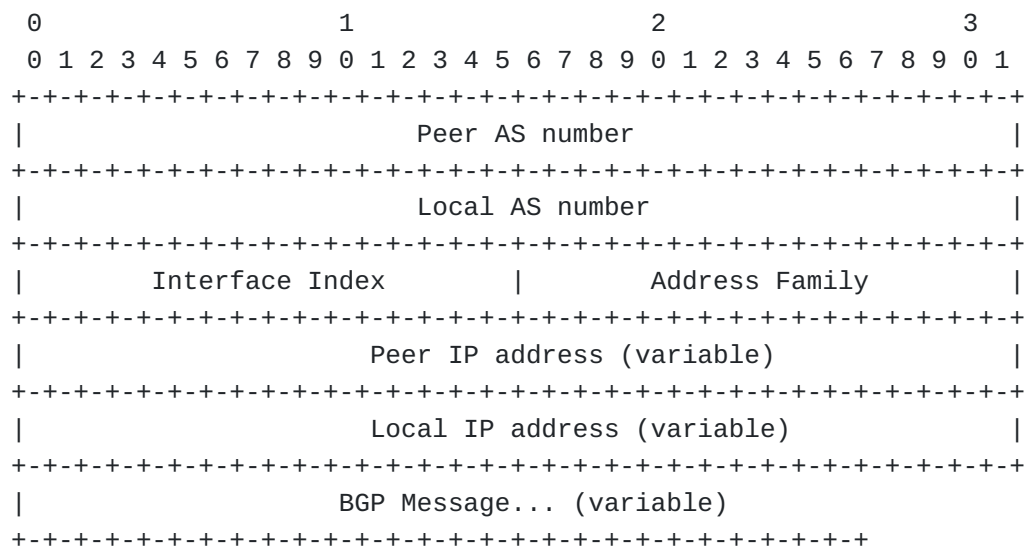 0                   1                   2                   3
 0 1 2 3 4 5 6 7 8 9 0 1 2 3 4 5 6 7 8 9 0 1 2 3 4 5 6 7 8 9 0 1
+-+-+-+-+-+-+-+-+-+-+-+-+-+-+-+-+-+-+-+-+-+-+-+-+-+-+-+-+-+-+-+-+
|                         Peer AS number                        |
+-+-+-+-+-+-+-+-+-+-+-+-+-+-+-+-+-+-+-+-+-+-+-+-+-+-+-+-+-+-+-+-+
|                         Local AS number                       |
+-+-+-+-+-+-+-+-+-+-+-+-+-+-+-+-+-+-+-+-+-+-+-+-+-+-+-+-+-+-+-+-+
|        Interface Index        |        Address Family         |
+-+-+-+-+-+-+-+-+-+-+-+-+-+-+-+-+-+-+-+-+-+-+-+-+-+-+-+-+-+-+-+-+
|                      Peer IP address (variable)               |
+-+-+-+-+-+-+-+-+-+-+-+-+-+-+-+-+-+-+-+-+-+-+-+-+-+-+-+-+-+-+-+-+
|                      Local IP address (variable)              |
+-+-+-+-+-+-+-+-+-+-+-+-+-+-+-+-+-+-+-+-+-+-+-+-+-+-+-+-+-+-+-+-+
|                    BGP Message... (variable)
+-+-+-+-+-+-+-+-+-+-+-+-+-+-+-+-+-+-+-+-+-+-+-+-+-+-+-+